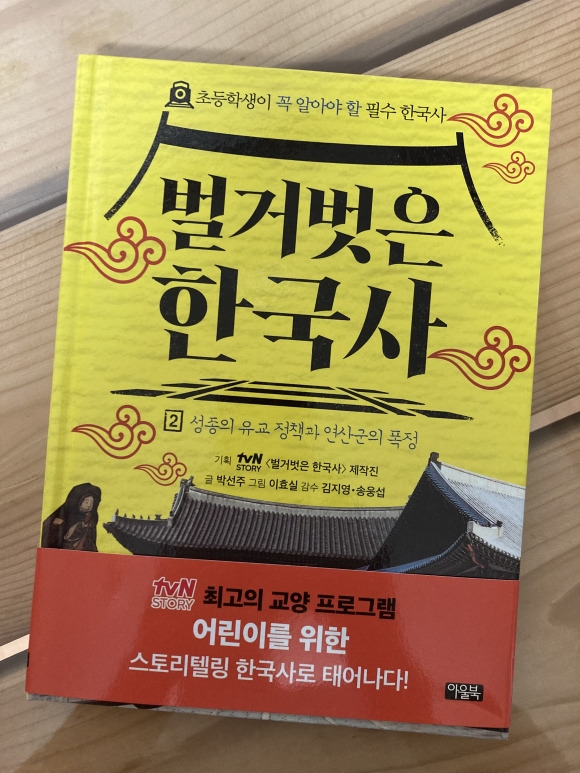 초등학생이 꼭 알아야 할 필수 한국사
벌거벗은
한국사
2 성종의 유교 정책과 연산군의 폭정
기획 tvN STORY 〈벌거벗은 한국사〉 제작진
글 박선주 그림 이효실 감수 김지영·송웅섭
tvN STORY 최고의 교양 프로그램
어린이를 위한
스토리텔링 한국사로 태어나다!
아울북